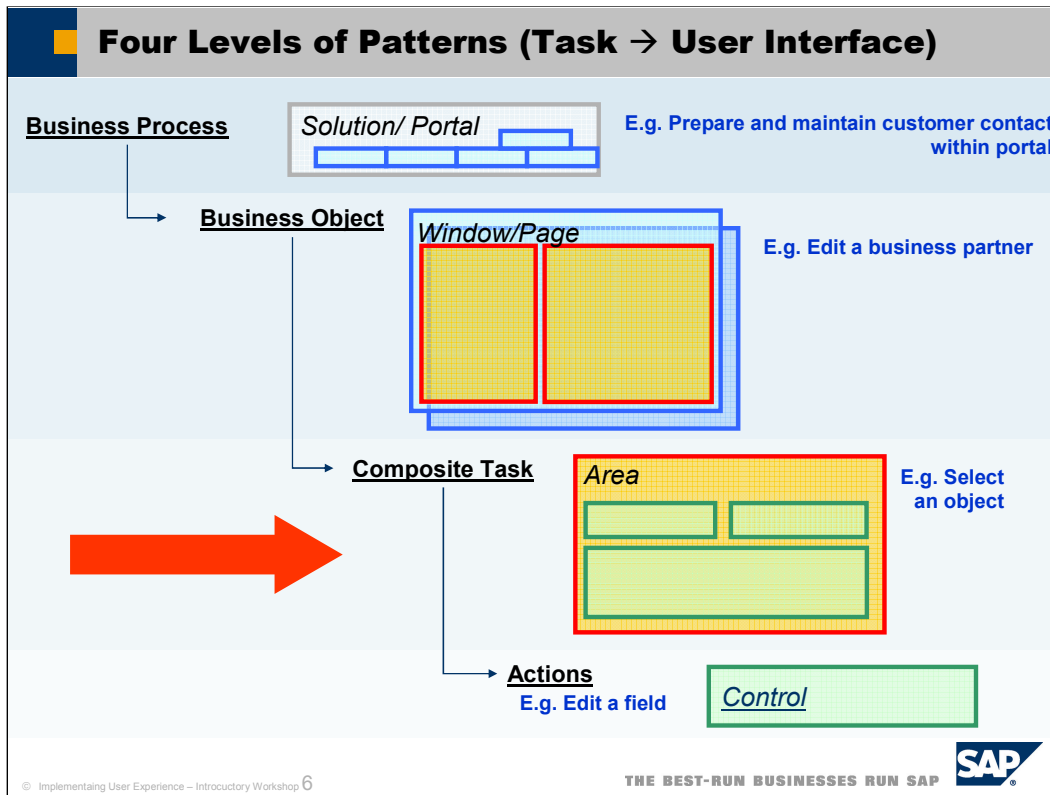 Four Levels of Patterns (Task → User Interface)
Business Process
Solution/ Portal
E.g. Prepare and maintain customer contact
within portal
Business Object
Window/Page
E.g. Edit a business partner
Composite Task
Area
E.g. Select
an object
Actions
E.g. Edit a field
Control
© Implementaing User Experience – Introcuctory Workshop 6
THE BEST-RUN BUSINESSES RUN SAP
SAP
®